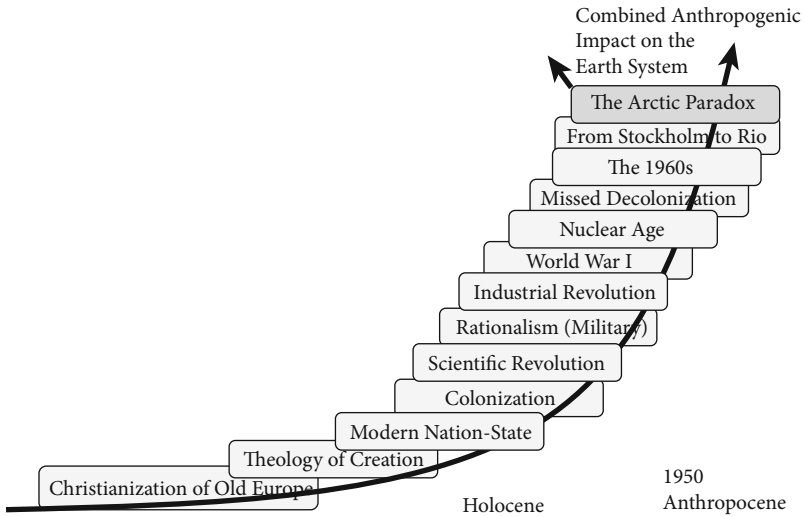 Combined Anthropogenic
Impact on the
Earth System
The Arctic Paradox
From Stockholm to Rio
The 1960s
Missed Decolonization
Nuclear Age
World War I
Industrial Revolution
Rationalism (Military)
Scientific Revolution
Colonization
Modern Nation-State
Theology of Creation
Christianization of Old Europe
Holocene
1950
Anthropocene